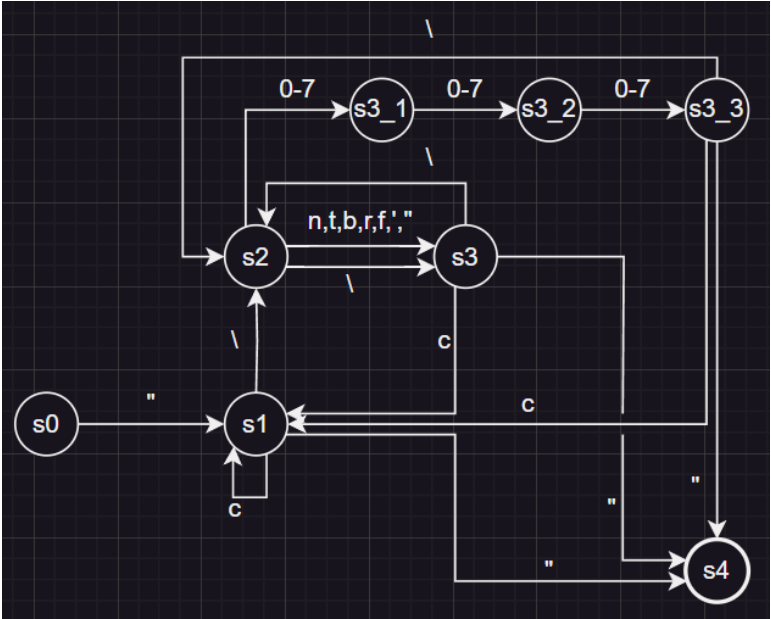 \
0-7 0-7 0-7
s3_1 s3_2 s3_3
\
n,t,b,r,f,',"
s2 s3
\
\ c
" c
s0 s1
"
"
c
"
s4